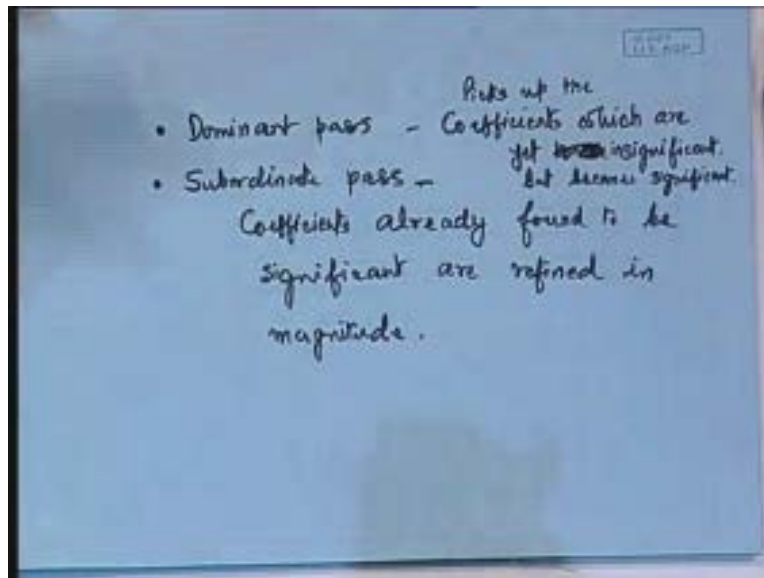 Picks up the
• Dominant pass - Coefficients which are
yet insignificant.
• Subordinate pass - but become significant.
Coefficients already found to be
significant are refined in
magnitude.